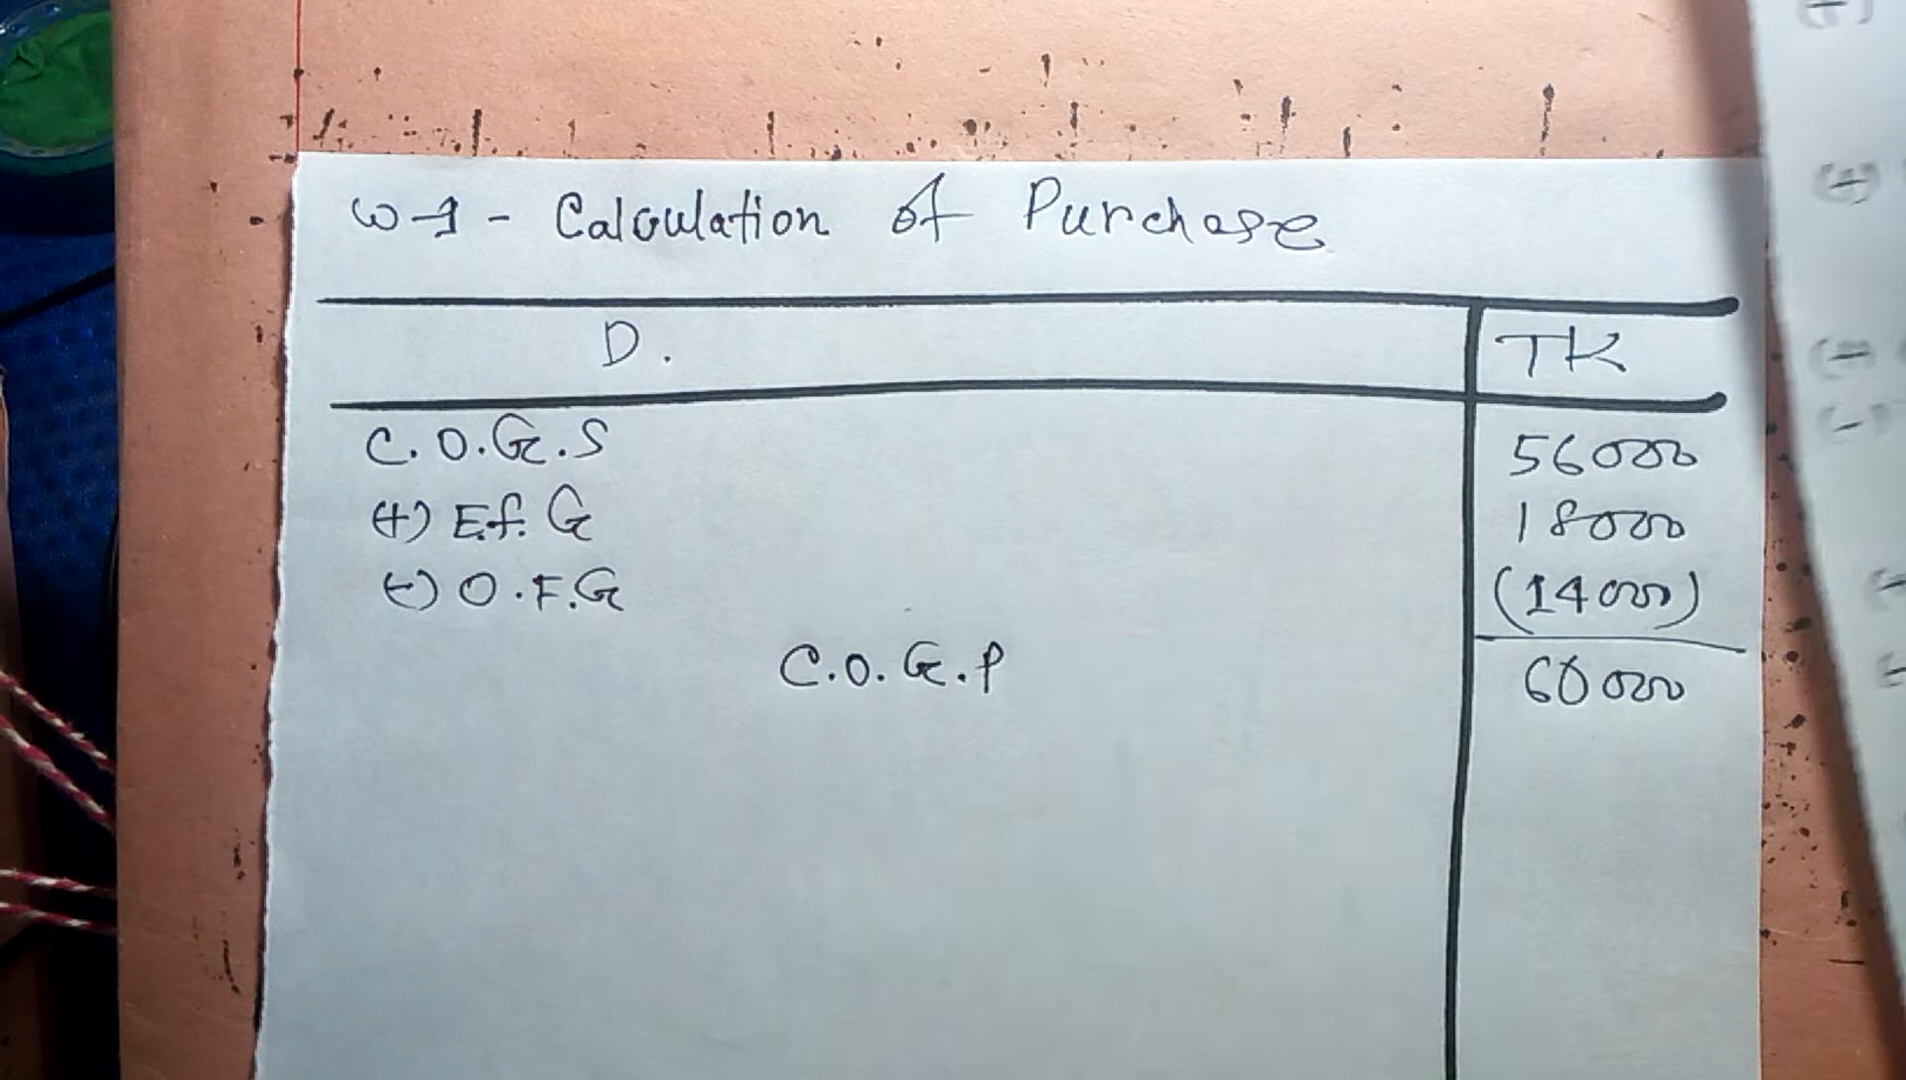 W-1 - Calculation of Purchase
D. TK
C.O.G.S 56000
(+) E.f.G 18000
(-) O.F.G (14000)
C.O.G.P 60000
(+)
(+)
(-)